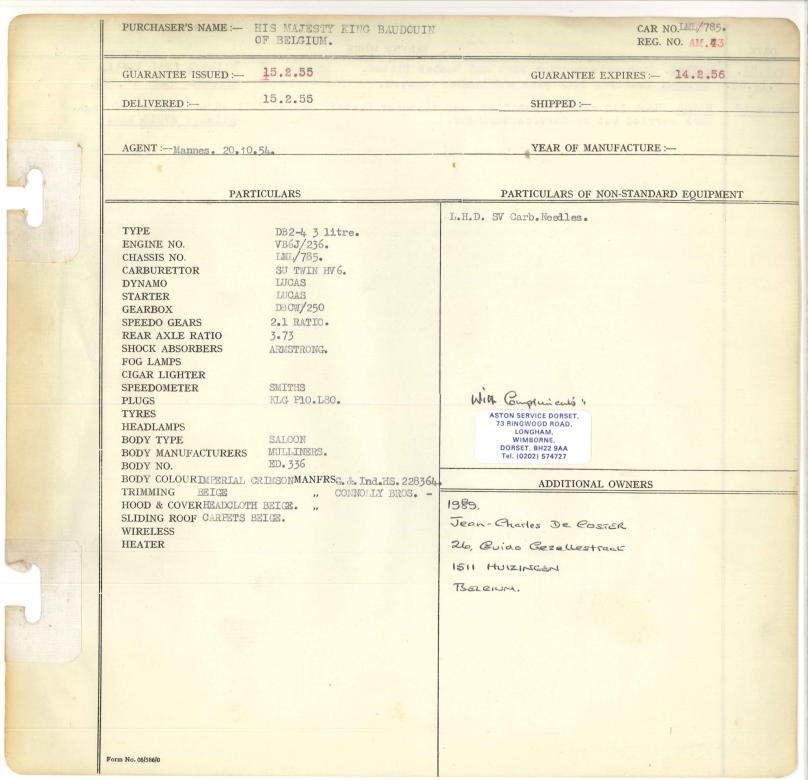 PURCHASER'S NAME :— HIS MAJESTY KING BAUDOUIN CAR NO. LML/785.
OF BELGIUM. REG. NO. AM.43
GUARANTEE ISSUED :— 15.2.55 GUARANTEE EXPIRES :— 14.2.56
DELIVERED :— 15.2.55 SHIPPED :—
AGENT :— Mannes. 20.10.54. YEAR OF MANUFACTURE :—
PARTICULARS
TYPE DB2-4 3 litre.
ENGINE NO. VB6J/236.
CHASSIS NO. LML/785.
CARBURETTOR SU TWIN HV6.
DYNAMO LUCAS
STARTER LUCAS
GEARBOX DBCW/250
SPEEDO GEARS 2.1 RATIO.
REAR AXLE RATIO 3.73
SHOCK ABSORBERS ARMSTRONG.
FOG LAMPS
CIGAR LIGHTER
SPEEDOMETER SMITHS
PLUGS KLG P10.L80.
TYRES
HEADLAMPS
BODY TYPE SALOON
BODY MANUFACTURERS MULLINERS.
BODY NO. ED.336
BODY COLOUR IMPERIAL CRIMSON MANFRS G.& Ind.HS.228364.
TRIMMING BEIGE „ CONNOLLY BROS. -
HOOD & COVER HEADCLOTH BEIGE. „
SLIDING ROOF CARPETS BEIGE.
WIRELESS
HEATER
PARTICULARS OF NON-STANDARD EQUIPMENT
L.H.D. SV Carb.Needles.
With Compliments
ASTON SERVICE DORSET,
73 RINGWOOD ROAD,
LONGHAM,
WIMBORNE,
DORSET. BH22 9AA
Tel. (0202) 574727
ADDITIONAL OWNERS
1989.
Jean-Charles De Coster
26, Guido Gezellestraat
1511 HUIZINGEN
BELGIUM.
Form No. 05/586/0